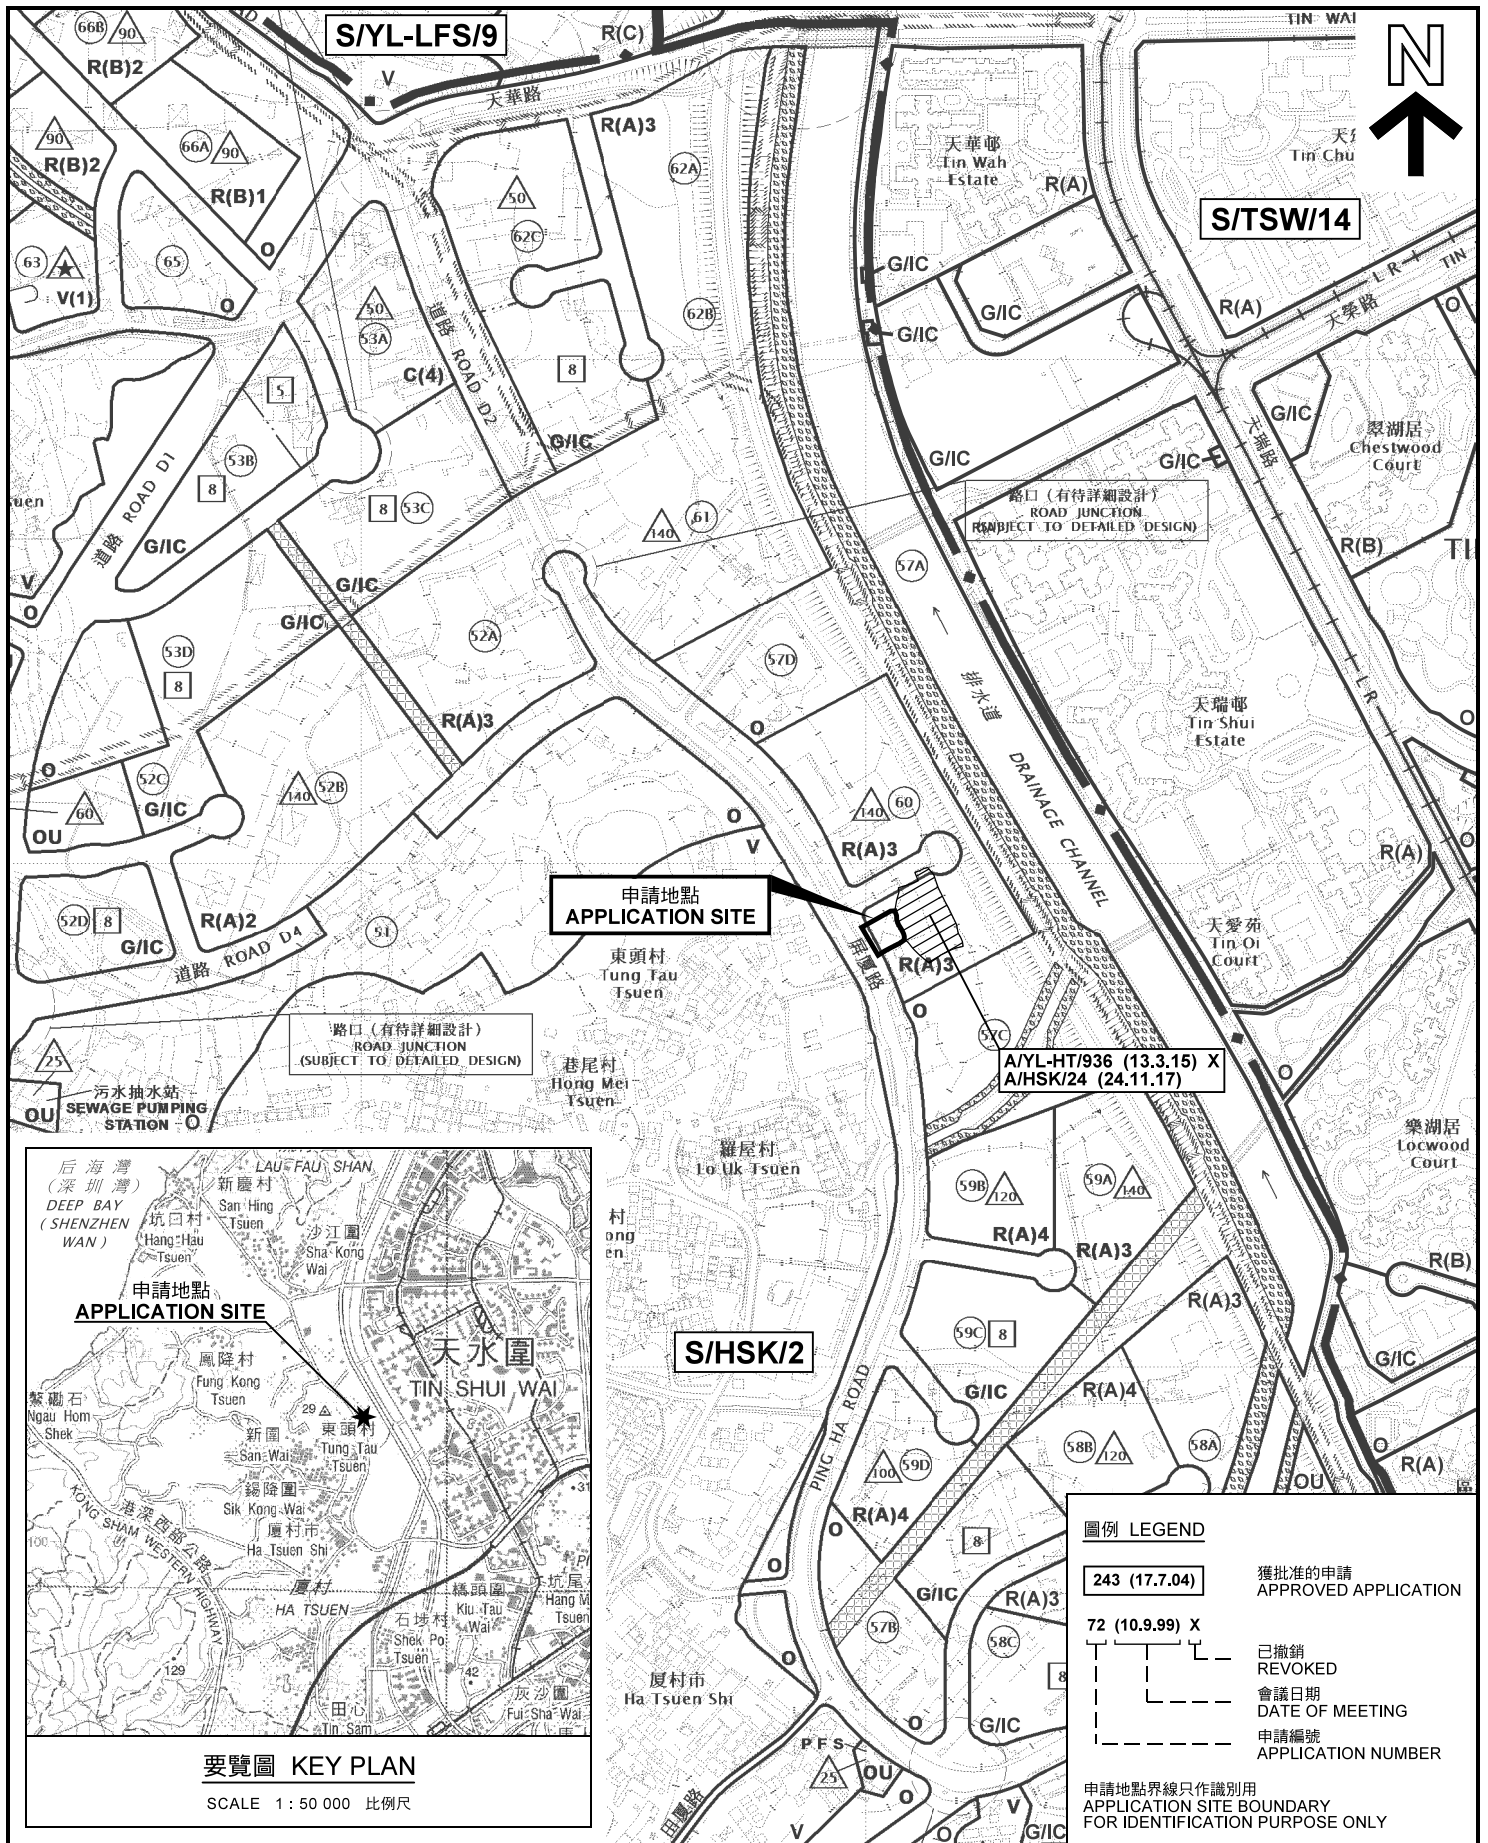 S/YL-LFS/9
R(C)
66B
90
R(B)2
V
天華路
R(A)3
N
90
R(B)2
66A
90
R(B)1
50
62C
62A
天華邨
Tin Wah
Estate
R(A)
Tin Chu
S/TSW/14
63
V(1)
65
O
O
50
53A
道路 ROAD D2
62B
G/IC
G/IC
G/IC
R(A)
L R
TIN
天榮路
O
C(4)
5
8
G/IC
G/IC
翠湖居
Chestwood
Court
天瑞路
道路 ROAD D1
53B
8
8
53C
G/IC
G/IC
G/IC
140
61
路口（有待詳細設計）
ROAD JUNCTION
(SUBJECT TO DETAILED DESIGN)
R(B)
V
O
G/IC
G/IC
57A
52A
57D
53D
8
R(A)3
O
排水道 DRAINAGE CHANNEL
天瑞邨
Tin Shui
Estate
L R
O
O
52C
G/IC
60
OU
140
52B
O
V
140
60
R(A)3
R(A)
O
申請地點
APPLICATION SITE
52D
8
G/IC
R(A)2
道路 ROAD D4
51
東頭村
Tung Tau
Tsuen
屏廈路
R(A)3
O
天愛苑
Tin Oi
Court
57C
路口（有待詳細設計）
ROAD JUNCTION
(SUBJECT TO DETAILED DESIGN)
25
OU
污水抽水站
SEWAGE PUMPING
STATION
O
巷尾村
Hong Mei
Tsuen
A/YL-HT/936 (13.3.15) X
A/HSK/24 (24.11.17)
O
樂湖居
Locwood
Court
羅屋村
Lo Uk Tsuen
59B
120
59A
140
R(A)4
R(A)3
R(B)
R(A)3
S/HSK/2
59C
8
G/IC
G/IC
R(A)4
PING HA ROAD
100
59D
58B
120
58A
O
R(A)
OU
R(A)4
O
8
O
G/IC
R(A)3
57B
58C
8
O
厦村市
Ha Tsuen Shi
O
G/IC
P F S
25
OU
O
V
V
O
G/IC
后海灣
（深圳灣）
DEEP BAY
( SHENZHEN
WAN )
LAU FAU SHAN
新慶村
San Hing
Tsuen
坑口村
Hang Hau
Tsuen
沙江圍
Sha Kong
Wai
申請地點
APPLICATION SITE
天水圍
TIN SHUI WAI
鳳降村
Fung Kong
Tsuen
鰲磡石
Ngau Hom
Shek
29
東頭村
Tung Tau
Tsuen
新圍
San Wai
錫降圍
Sik Kong Wai
港深西部公路
KONG SHAM WESTERN HIGHWAY
廈村市
Ha Tsuen Shi
100
厦村
HA TSUEN
橋頭圍
Kiu Tau
Wai
坑尾
Hang M
Tsuen
石埗村
Shek Po
Tsuen
42
129
灰沙圍
Fui Sha Wai
田心
Tin Sam
要覽圖 KEY PLAN
SCALE 1 : 50 000 比例尺
圖例 LEGEND
243 (17.7.04)
獲批准的申請
APPROVED APPLICATION
72 (10.9.99) X
已撤銷
REVOKED
會議日期
DATE OF MEETING
申請編號
APPLICATION NUMBER
申請地點界線只作識別用
APPLICATION SITE BOUNDARY
FOR IDENTIFICATION PURPOSE ONLY